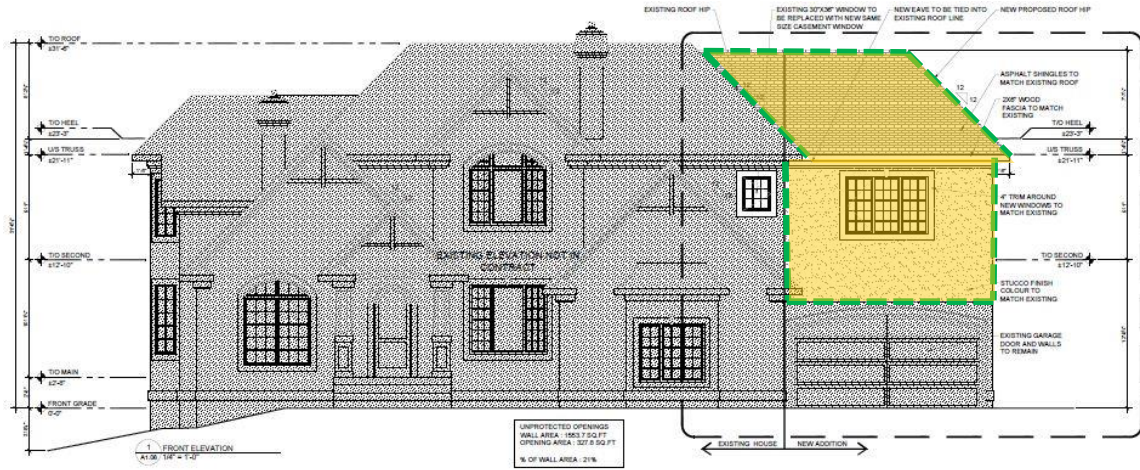 EXISTING ROOF HIP
EXISTING 30"X36" WINDOW TO
BE REPLACED WITH NEW SAME
SIZE CASEMENT WINDOW
NEW EAVE TO BE TIED INTO
EXISTING ROOF LINE
NEW PROPOSED ROOF HIP
T/O ROOF
±31'-6"
ASPHALT SHINGLES TO
MATCH EXISTING ROOF
12
12
2X8" WOOD
FASCIA TO MATCH
EXISTING
T/O HEEL
±23'-3"
T/O HEEL
±23'-3"
U/S TRUSS
±21'-11"
U/S TRUSS
±21'-11"
4" TRIM AROUND
NEW WINDOWS TO
MATCH EXISTING
EXISTING ELEVATION NOT IN
CONTRACT
T/O SECOND
±12'-10"
T/O SECOND
±12'-10"
STUCCO FINISH
COLOUR TO
MATCH EXISTING
EXISTING GARAGE
DOOR AND WALLS
TO REMAIN
T/O MAIN
±2'-8"
FRONT GRADE
0'-0"
UNPROTECTED OPENINGS
WALL AREA : 1553.7 SQ.FT
OPENING AREA : 327.8 SQ.FT
% OF WALL AREA : 21%
EXISTING HOUSE
NEW ADDITION
1
FRONT ELEVATION
A1.06
1/4" = 1'-0"